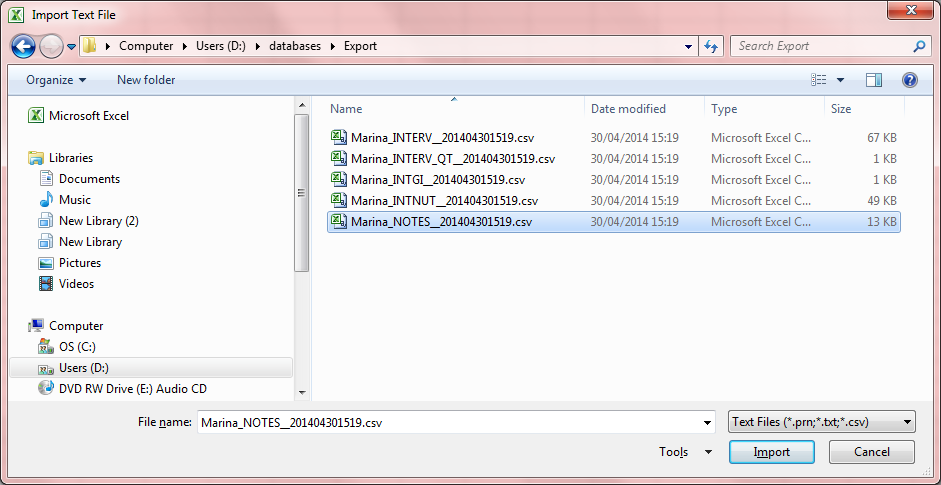 Import Text File
Computer Users (D:) databases Export
Search Export
Organize New folder
Microsoft Excel
Libraries
Documents
Music
New Library (2)
New Library
Pictures
Videos
Computer
OS (C:)
Users (D:)
DVD RW Drive (E:) Audio CD
Name Date modified Type Size
Marina_INTERV__201404301519.csv 30/04/2014 15:19 Microsoft Excel C... 67 KB
Marina_INTERV_QT__201404301519.csv 30/04/2014 15:19 Microsoft Excel C... 1 KB
Marina_INTGI__201404301519.csv 30/04/2014 15:19 Microsoft Excel C... 1 KB
Marina_INTNUT__201404301519.csv 30/04/2014 15:19 Microsoft Excel C... 49 KB
Marina_NOTES__201404301519.csv 30/04/2014 15:19 Microsoft Excel C... 13 KB
File name: Marina_NOTES__201404301519.csv Text Files (*.prn;*.txt;*.csv)
Tools Import Cancel